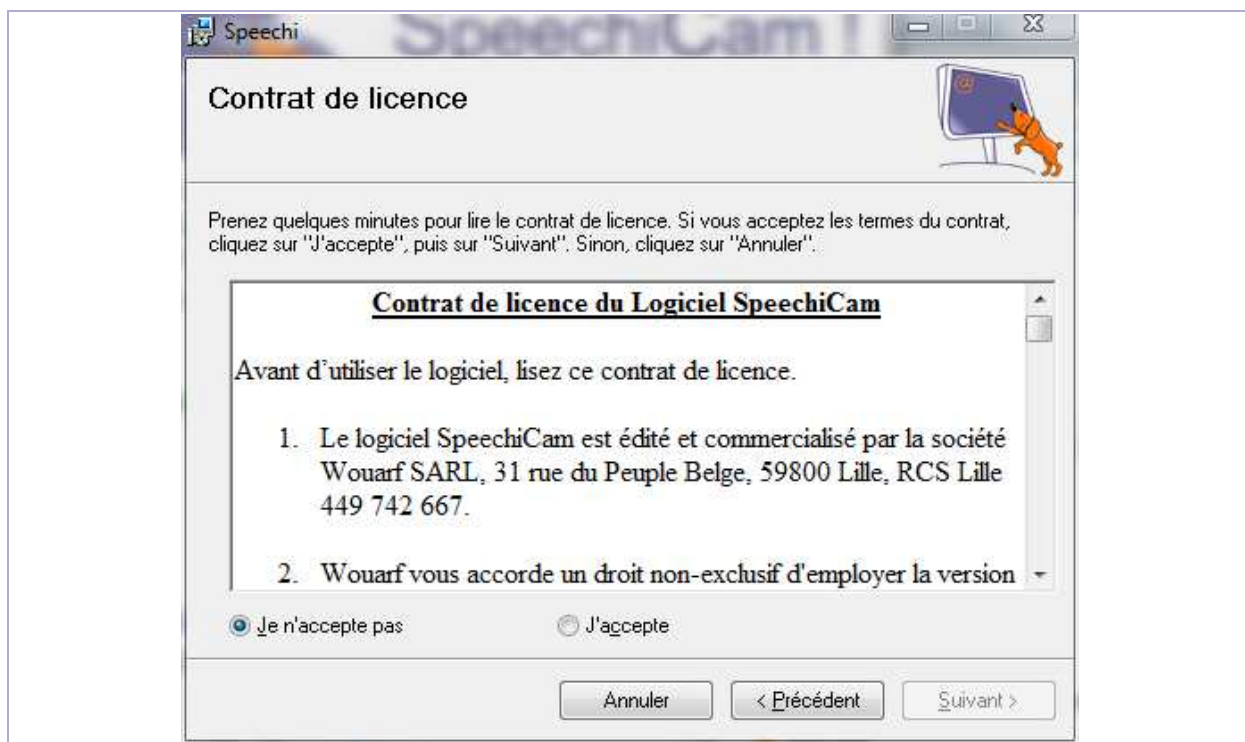 SpeechiCam !
Speechi
Contrat de licence
@
Prenez quelques minutes pour lire le contrat de licence. Si vous acceptez les termes du contrat,
cliquez sur "J'accepte", puis sur "Suivant". Sinon, cliquez sur "Annuler".
Contrat de licence du Logiciel SpeechiCam
Avant d’utiliser le logiciel, lisez ce contrat de licence.
1. Le logiciel SpeechiCam est édité et commercialisé par la société
Wouarf SARL, 31 rue du Peuple Belge, 59800 Lille, RCS Lille
449 742 667.
2. Wouarf vous accorde un droit non-exclusif d'employer la version
Je n'accepte pas J'accepte
Annuler < Précédent Suivant >